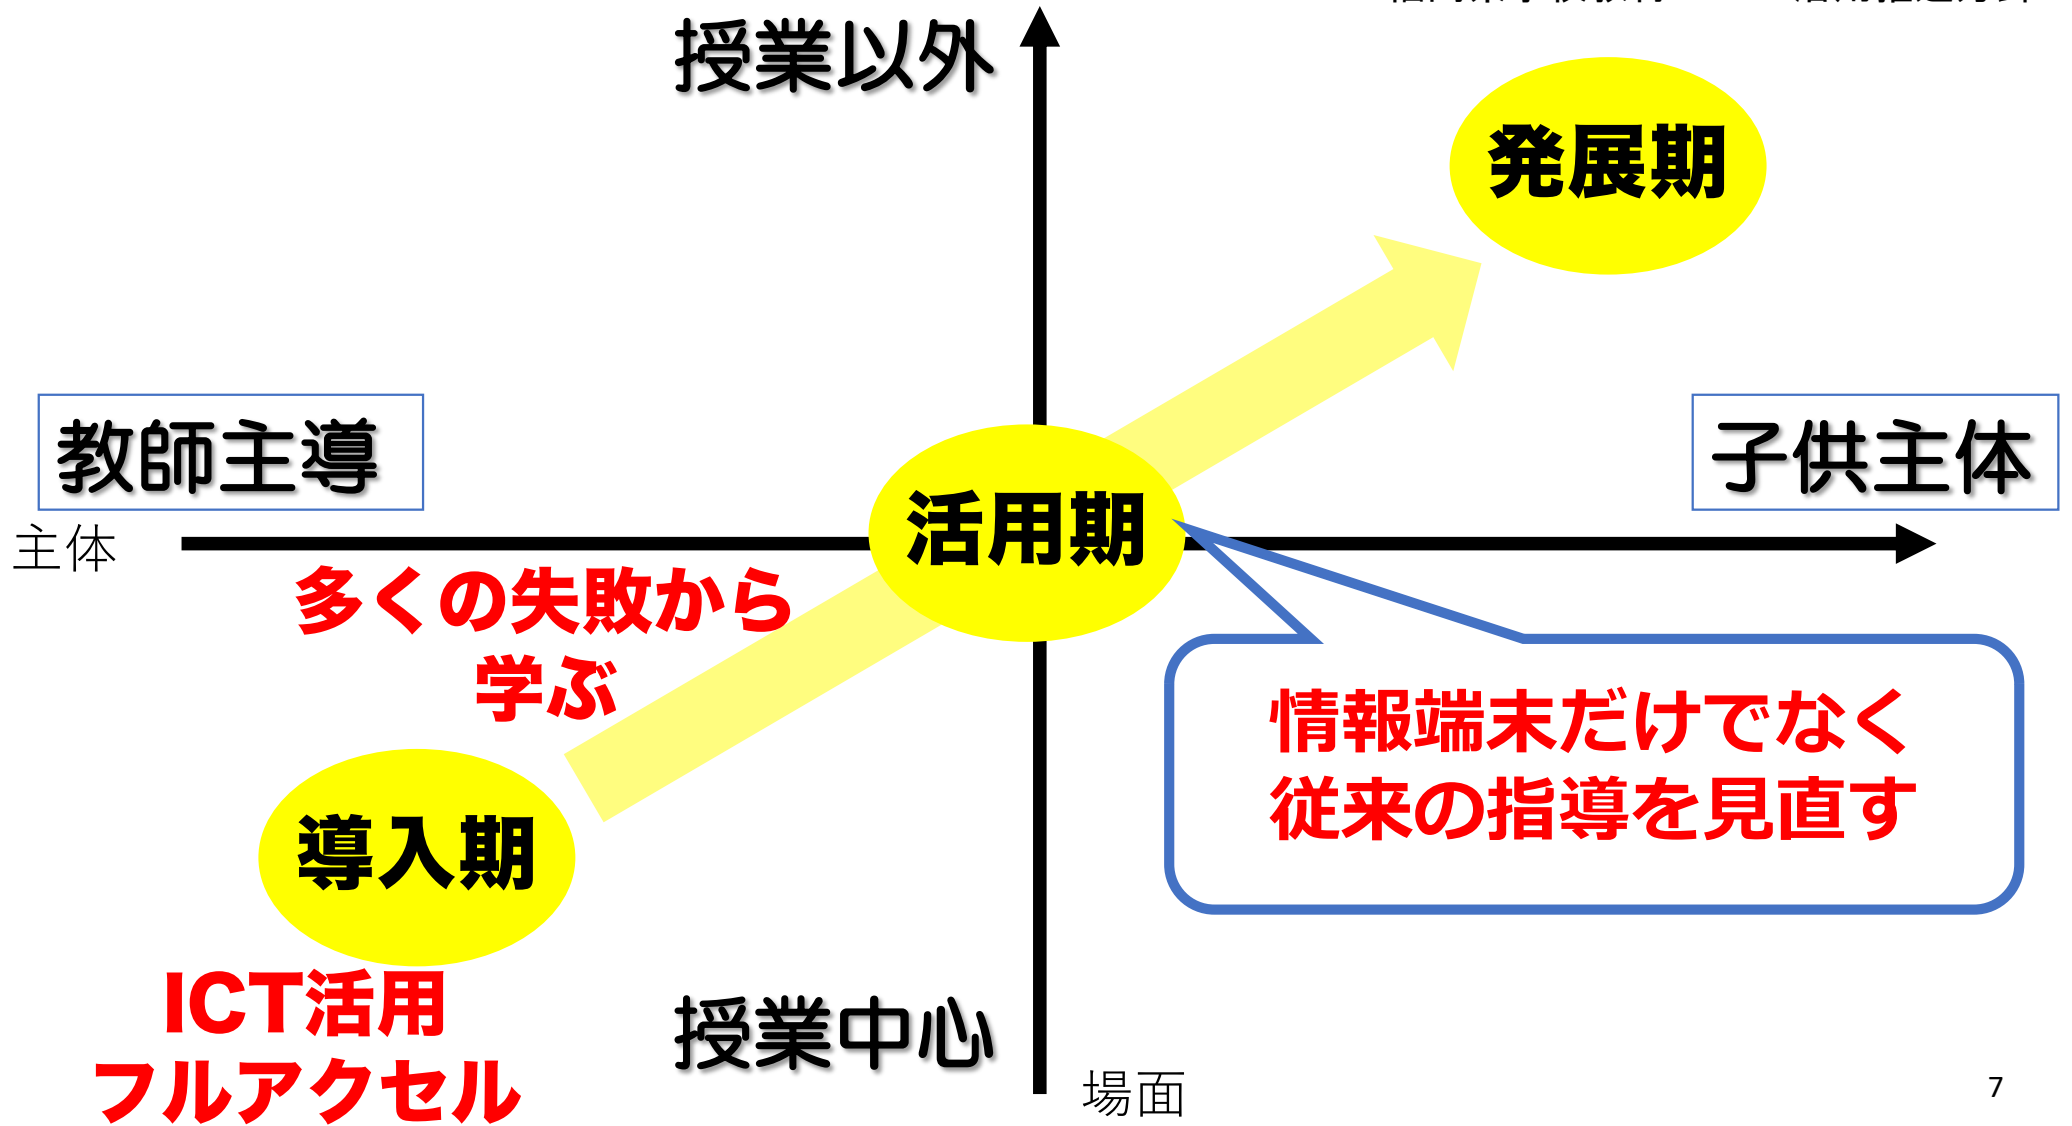 授業以外
発展期
教師主導
子供主体
主体
活用期
多くの失敗から
学ぶ
情報端末だけでなく
従来の指導を見直す
導入期
ICT活用
フルアクセル
授業中心
場面
7